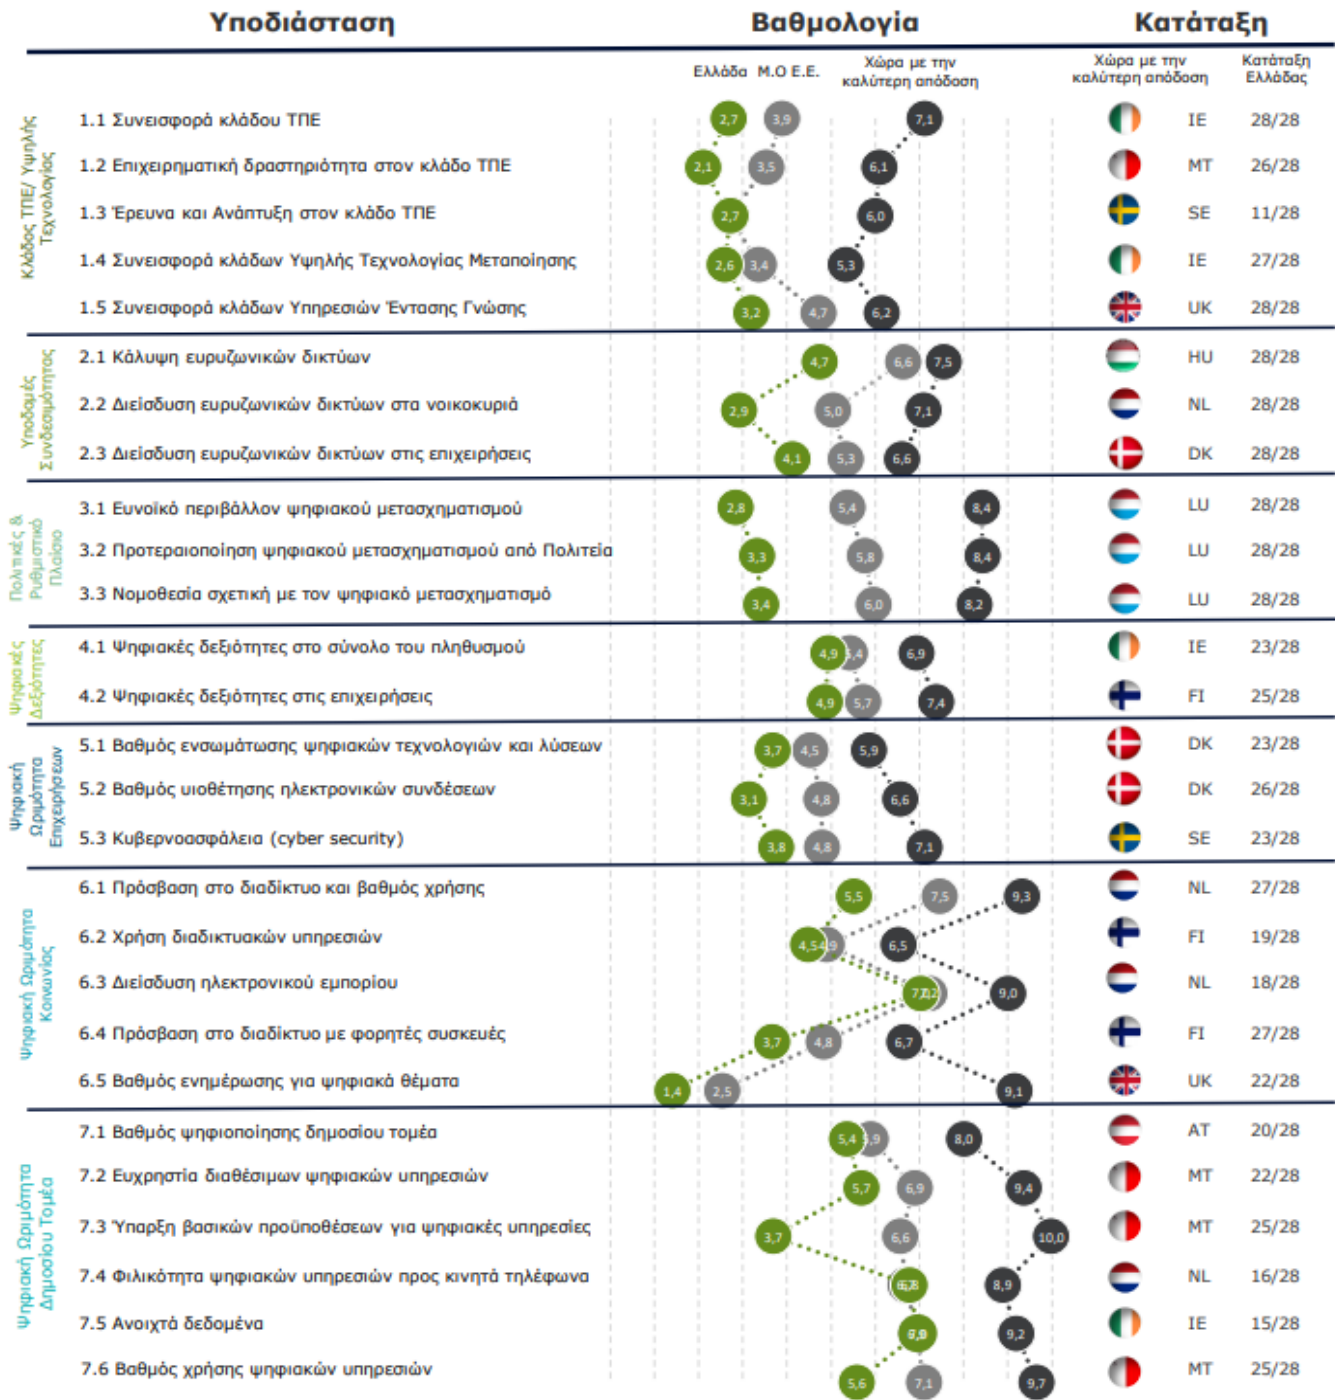 Υποδιάσταση Βαθμολογία Κατάταξη
Ελλάδα Μ.Ο Ε.Ε. Χώρα με την καλύτερη απόδοση Χώρα με την καλύτερη απόδοση Κατάταξη Ελλάδας
Κλάδος ΤΠΕ/ Υψηλής Τεχνολογίας
1.1 Συνεισφορά κλάδου ΤΠΕ 2,7 3,9 7,1 IE 28/28
1.2 Επιχειρηματική δραστηριότητα στον κλάδο ΤΠΕ 2,1 3,5 6,1 MT 26/28
1.3 Έρευνα και Ανάπτυξη στον κλάδο ΤΠΕ 2,7 6,0 SE 11/28
1.4 Συνεισφορά κλάδων Υψηλής Τεχνολογίας Μεταποίησης 2,6 3,4 5,3 IE 27/28
1.5 Συνεισφορά κλάδων Υπηρεσιών Έντασης Γνώσης 3,2 4,7 6,2 UK 28/28
Υποδομές Συνδεσιμότητας
2.1 Κάλυψη ευρυζωνικών δικτύων 4,7 6,6 7,5 HU 28/28
2.2 Διείσδυση ευρυζωνικών δικτύων στα νοικοκυριά 2,9 5,0 7,1 NL 28/28
2.3 Διείσδυση ευρυζωνικών δικτύων στις επιχειρήσεις 4,1 5,3 6,6 DK 28/28
Πολιτικές & Ρυθμιστικό Πλαίσιο
3.1 Ευνοϊκό περιβάλλον ψηφιακού μετασχηματισμού 2,8 5,4 8,4 LU 28/28
3.2 Προτεραιοποίηση ψηφιακού μετασχηματισμού από Πολιτεία 3,3 5,8 8,4 LU 28/28
3.3 Νομοθεσία σχετική με τον ψηφιακό μετασχηματισμό 3,4 6,0 8,2 LU 28/28
Ψηφιακές Δεξιότητες
4.1 Ψηφιακές δεξιότητες στο σύνολο του πληθυσμού 4,9 5,4 6,9 IE 23/28
4.2 Ψηφιακές δεξιότητες στις επιχειρήσεις 4,9 5,7 7,4 FI 25/28
Ψηφιακή Ωριμότητα Επιχειρήσεων
5.1 Βαθμός ενσωμάτωσης ψηφιακών τεχνολογιών και λύσεων 3,7 4,5 5,9 DK 23/28
5.2 Βαθμός υιοθέτησης ηλεκτρονικών συνδέσεων 3,1 4,8 6,6 DK 26/28
5.3 Κυβερνοασφάλεια (cyber security) 3,8 4,8 7,1 SE 23/28
Ψηφιακή Ωριμότητα Κοινωνίας
6.1 Πρόσβαση στο διαδίκτυο και βαθμός χρήσης 5,5 7,5 9,3 NL 27/28
6.2 Χρήση διαδικτυακών υπηρεσιών 4,5 4,9 6,5 FI 19/28
6.3 Διείσδυση ηλεκτρονικού εμπορίου 9,0 NL 18/28
6.4 Πρόσβαση στο διαδίκτυο με φορητές συσκευές 3,7 4,8 6,7 FI 27/28
6.5 Βαθμός ενημέρωσης για ψηφιακά θέματα 1,4 2,5 9,1 UK 22/28
Ψηφιακή Ωριμότητα Δημοσίου Τομέα
7.1 Βαθμός ψηφιοποίησης δημοσίου τομέα 5,4 5,9 8,0 AT 20/28
7.2 Ευχρηστία διαθέσιμων ψηφιακών υπηρεσιών 5,7 6,9 9,4 MT 22/28
7.3 Ύπαρξη βασικών προϋποθέσεων για ψηφιακές υπηρεσίες 3,7 6,6 10,0 MT 25/28
7.4 Φιλικότητα ψηφιακών υπηρεσιών προς κινητά τηλέφωνα 8,9 NL 16/28
7.5 Ανοιχτά δεδομένα 9,2 IE 15/28
7.6 Βαθμός χρήσης ψηφιακών υπηρεσιών 5,6 7,1 9,7 MT 25/28